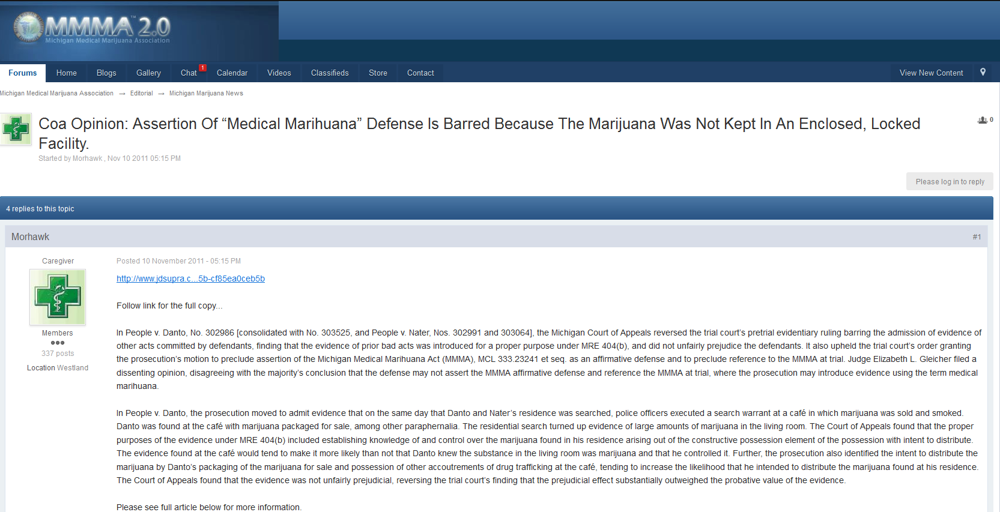 MMMA™ 2.0
Michigan Medical Marijuana Association
Forums Home Blogs Gallery Chat 1 Calendar Videos Classifieds Store Contact View New Content
Michigan Medical Marijuana Association → Editorial → Michigan Marijuana News
Coa Opinion: Assertion Of “Medical Marihuana” Defense Is Barred Because The Marijuana Was Not Kept In An Enclosed, Locked
Facility.
0
Started by Morhawk , Nov 10 2011 05:15 PM
Please log in to reply
4 replies to this topic
Morhawk
#1
Caregiver
Members
337 posts
Location Westland
Posted 10 November 2011 - 05:15 PM
http://www.jdsupra.c...5b-cf85ea0ceb5b
Follow link for the full copy...
In People v. Danto, No. 302986 [consolidated with No. 303525, and People v. Nater, Nos. 302991 and 303064], the Michigan Court of Appeals reversed the trial court’s pretrial evidentiary ruling barring the admission of evidence of
other acts committed by defendants, finding that the evidence of prior bad acts was introduced for a proper purpose under MRE 404(b), and did not unfairly prejudice the defendants. It also upheld the trial court’s order granting
the prosecution’s motion to preclude assertion of the Michigan Medical Marihuana Act (MMMA), MCL 333.23241 et seq. as an affirmative defense and to preclude reference to the MMMA at trial. Judge Elizabeth L. Gleicher filed a
dissenting opinion, disagreeing with the majority’s conclusion that the defense may not assert the MMMA affirmative defense and reference the MMMA at trial, where the prosecution may introduce evidence using the term medical
marihuana.
In People v. Danto, the prosecution moved to admit evidence that on the same day that Danto and Nater’s residence was searched, police officers executed a search warrant at a café in which marijuana was sold and smoked.
Danto was found at the café with marijuana packaged for sale, among other paraphernalia. The residential search turned up evidence of large amounts of marijuana in the living room. The Court of Appeals found that the proper
purposes of the evidence under MRE 404(b) included establishing knowledge of and control over the marijuana found in his residence arising out of the constructive possession element of the possession with intent to distribute.
The evidence found at the café would tend to make it more likely than not that Danto knew the substance in the living room was marijuana and that he controlled it. Further, the prosecution also identified the intent to distribute the
marijuana by Danto’s packaging of the marijuana for sale and possession of other accoutrements of drug trafficking at the café, tending to increase the likelihood that he intended to distribute the marijuana found at his residence.
The Court of Appeals found that the evidence was not unfairly prejudicial, reversing the trial court’s finding that the prejudicial effect substantially outweighed the probative value of the evidence.
Please see full article below for more information.